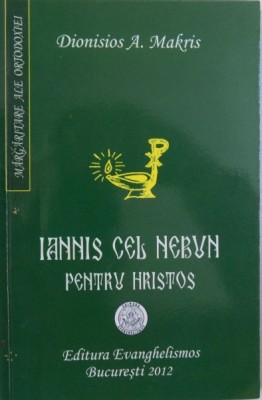 MĂRGĂRITARE ALE ORTODOXIEI
Dionisios A. Makris
IANNIS CEL NEBUN
PENTRU HRISTOS
Editura Evanghelismos
București 2012